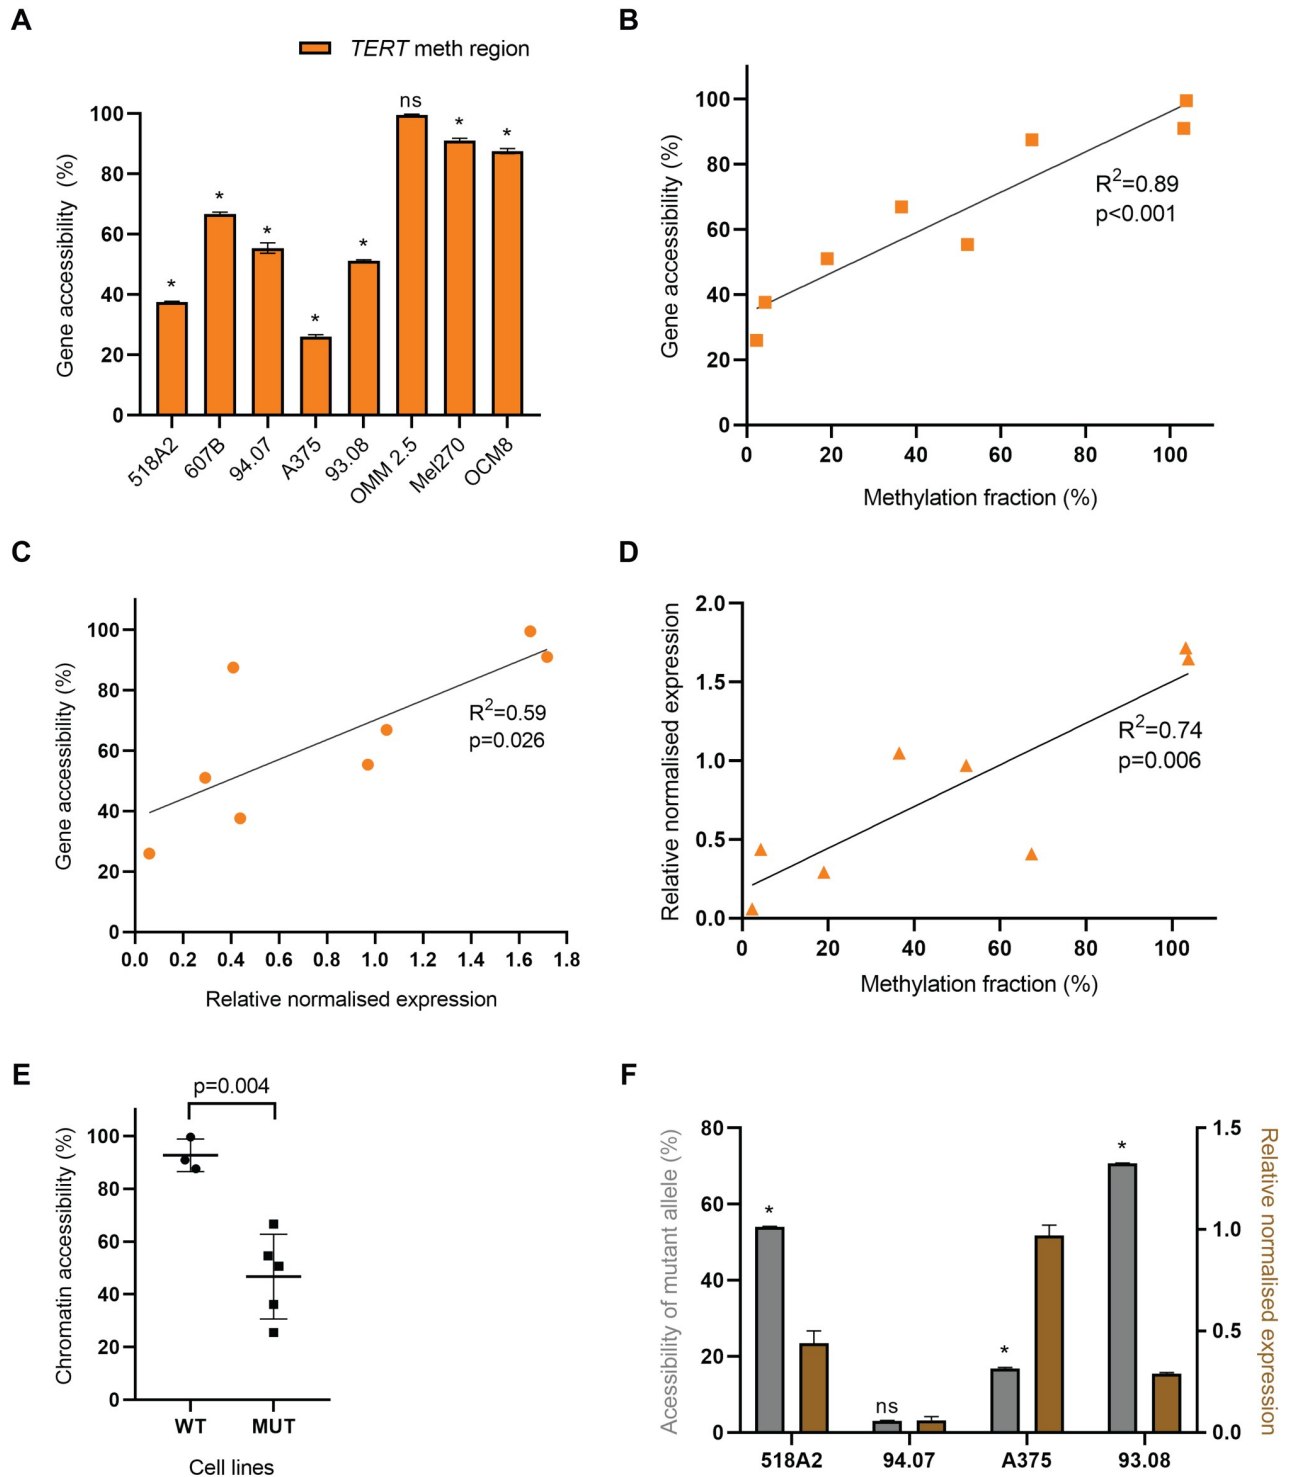 A
TERT meth region
Gene accessibility (%)
100
80
60
40
20
0
*
*
*
*
*
ns
*
*
518A2
607B
94.07
A375
93.08
OMM 2.5
Mel270
OCM8
B
Gene accessibility (%)
100
80
60
40
20
0
R²=0.89
p<0.001
0 20 40 60 80 100
Methylation fraction (%)
C
Gene accessibility (%)
100
80
60
40
20
0
R²=0.59
p=0.026
0.0 0.2 0.4 0.6 0.8 1.0 1.2 1.4 1.6 1.8
Relative normalised expression
D
Relative normalised expression
2.0
1.5
1.0
0.5
0.0
R²=0.74
p=0.006
0 20 40 60 80 100
Methylation fraction (%)
E
p=0.004
Chromatin accessibility (%)
100
80
60
40
20
0
WT MUT
Cell lines
F
Acessibility of mutant allele (%)
80
60
40
20
0
*
ns
*
*
1.5
1.0
0.5
0.0
Relative normalised expression
518A2 94.07 A375 93.08